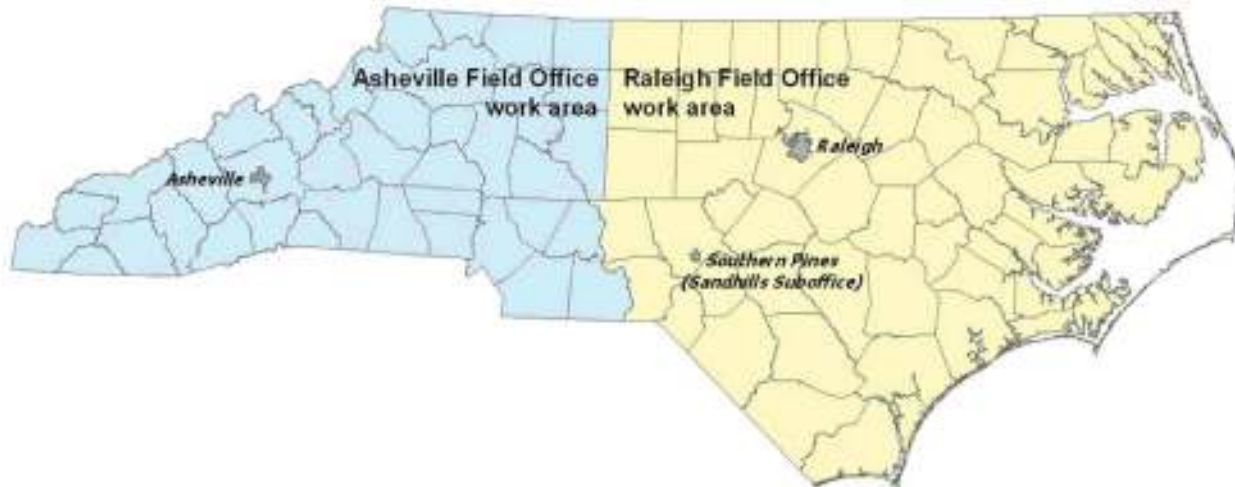 Asheville Field Office
work area
Raleigh Field Office
work area
Raleigh
Asheville
Southern Pines
(Sandhills Suboffice)